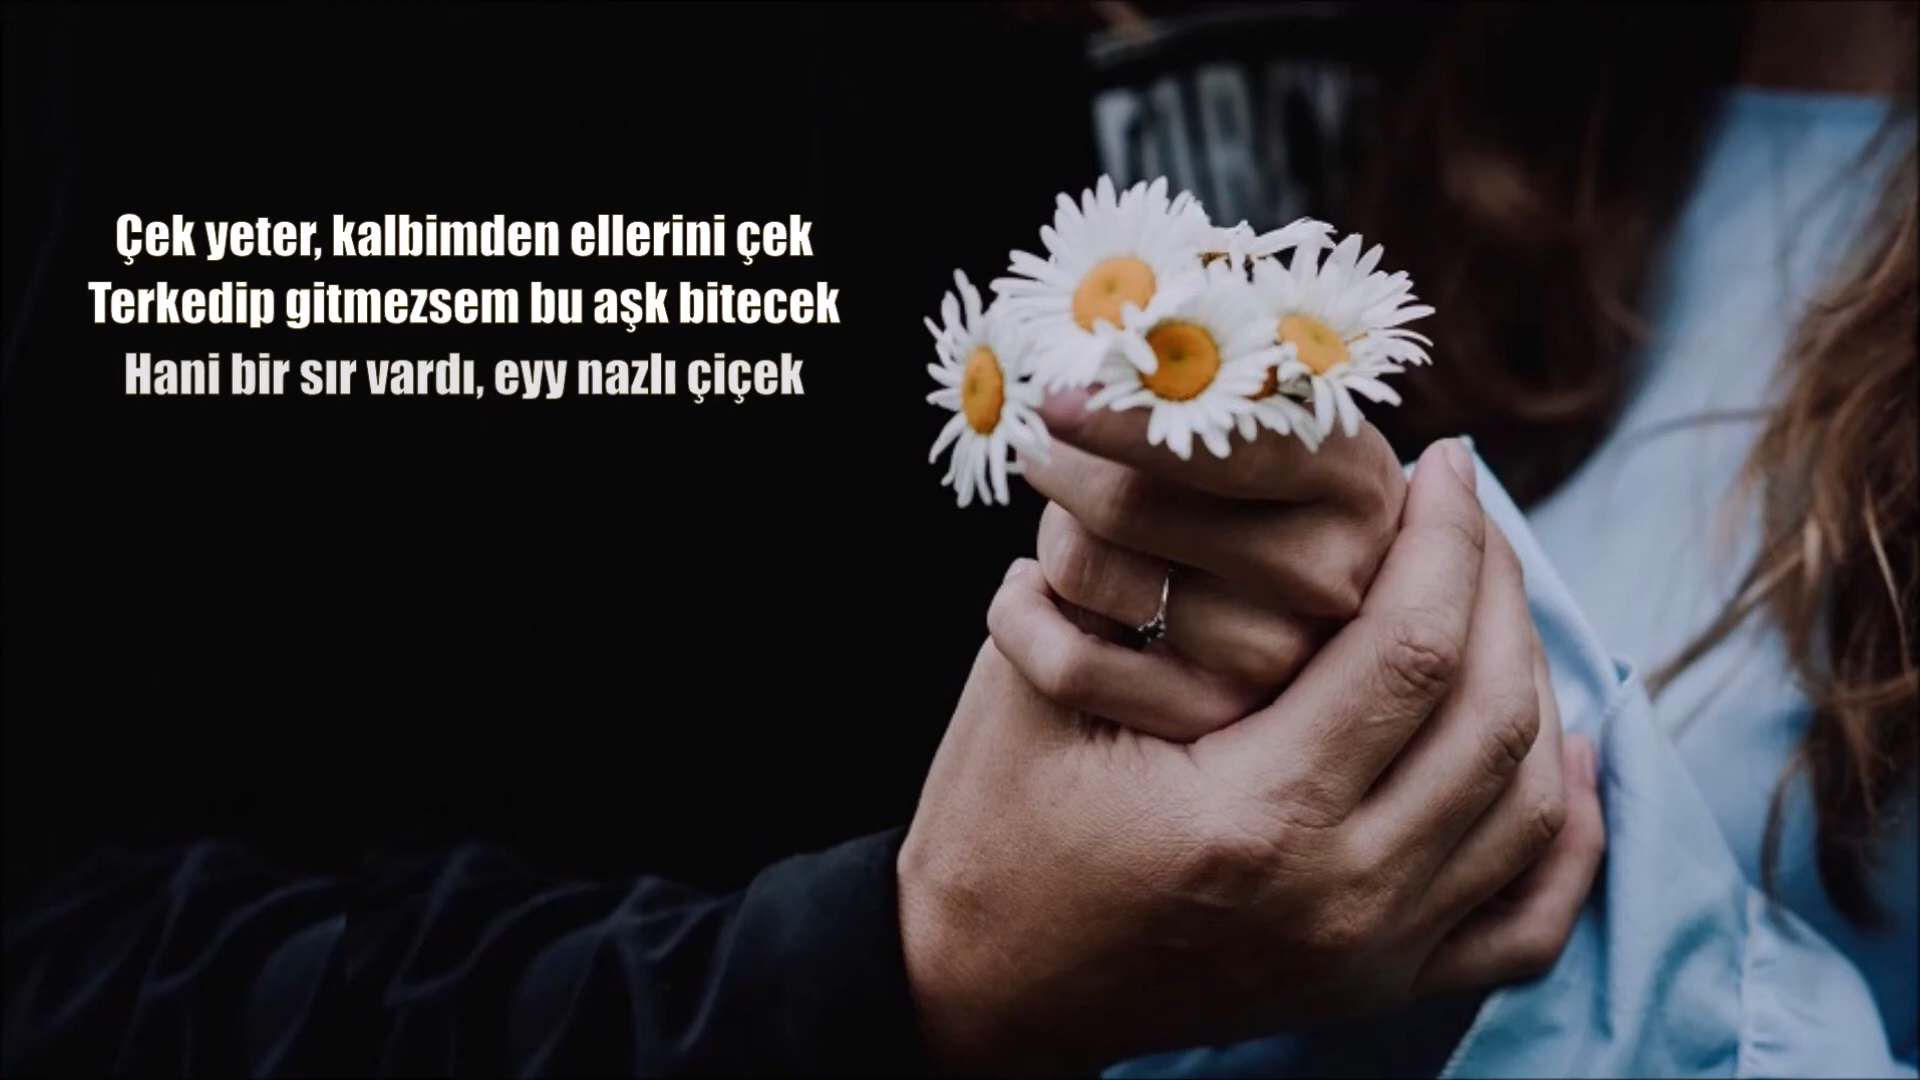 Çek yeter, kalbimden ellerini çek
Terkedip gitmezsem bu aşk bitecek
Hani bir sır vardı, eyy nazlı çiçek